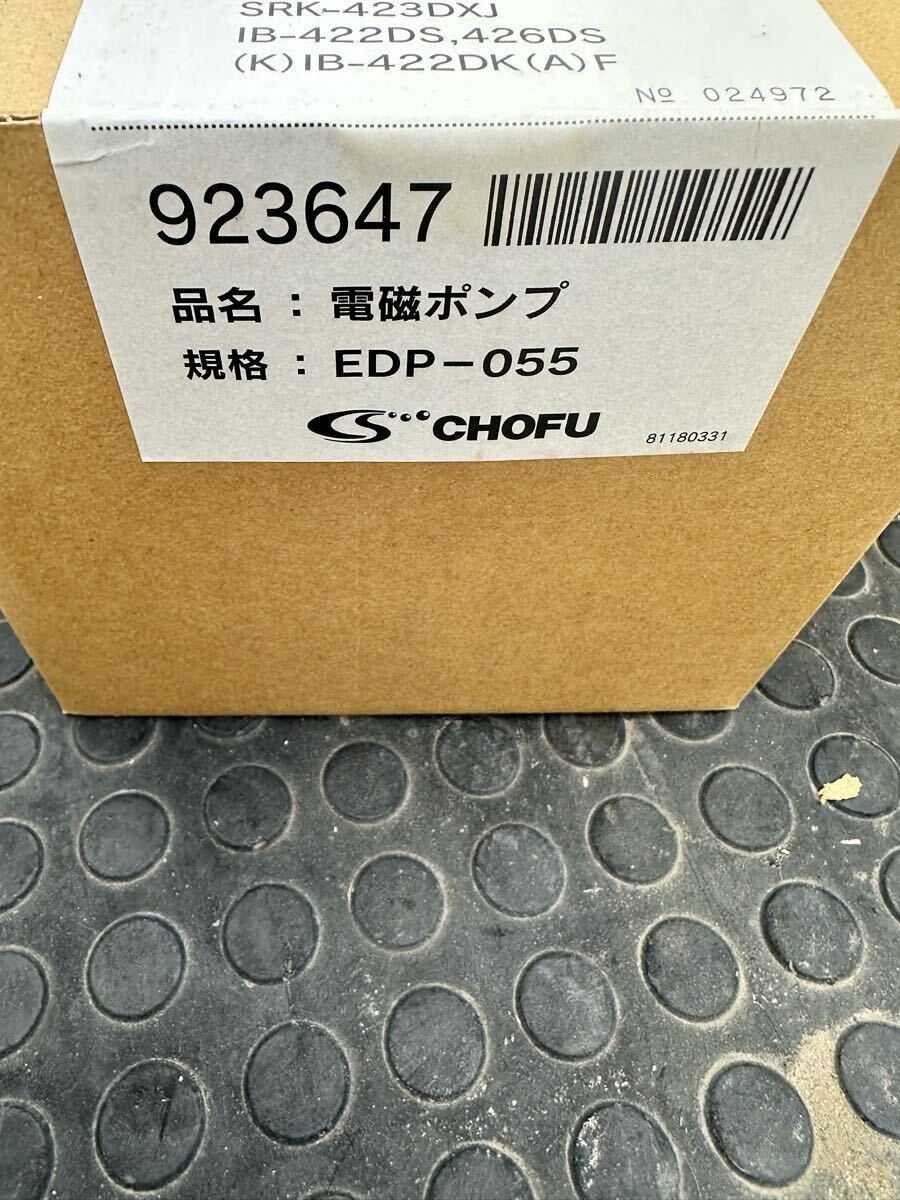 SRK-423DXJ
IB-422DS,426DS
(K)IB-422DK(A)F
№ 024972
923647
品名 : 電磁ポンプ
規格 : EDP-055
CHOFU
81180331